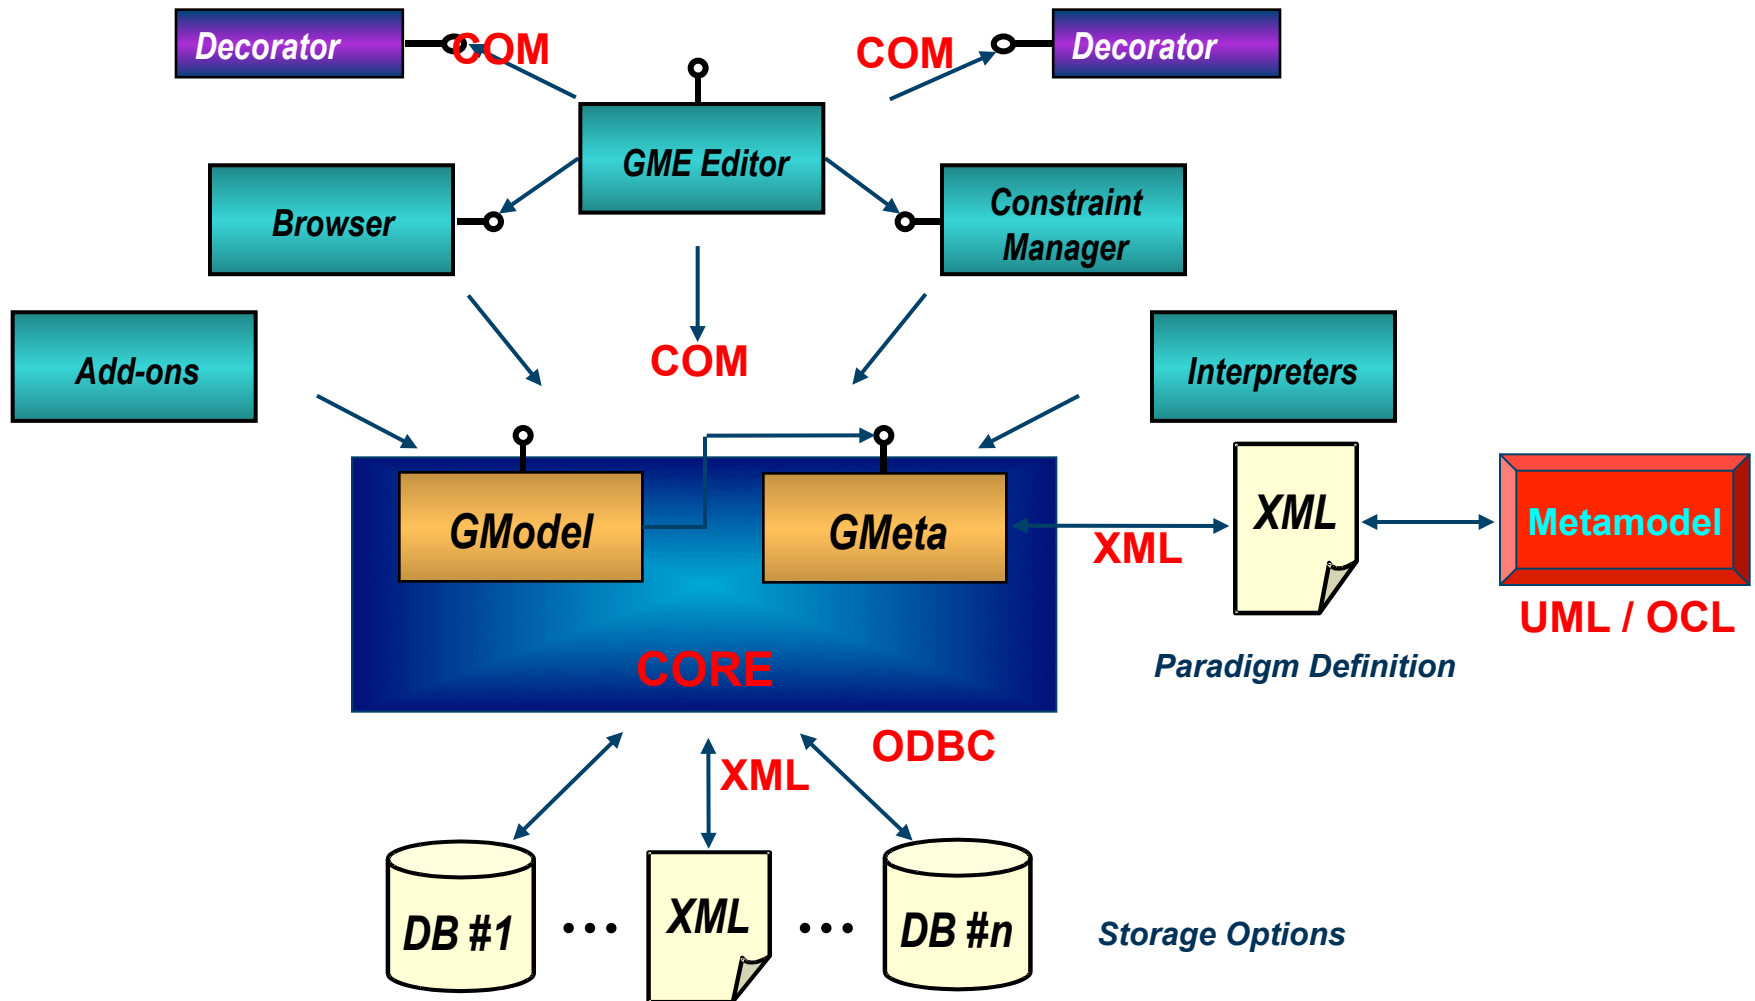 Decorator
COM
COM
Decorator
GME Editor
Browser
Constraint
Manager
Add-ons
COM
Interpreters
GModel
GMeta
XML
XML
Metamodel
UML / OCL
CORE
Paradigm Definition
XML
ODBC
DB #1
...
XML
...
DB #n
Storage Options